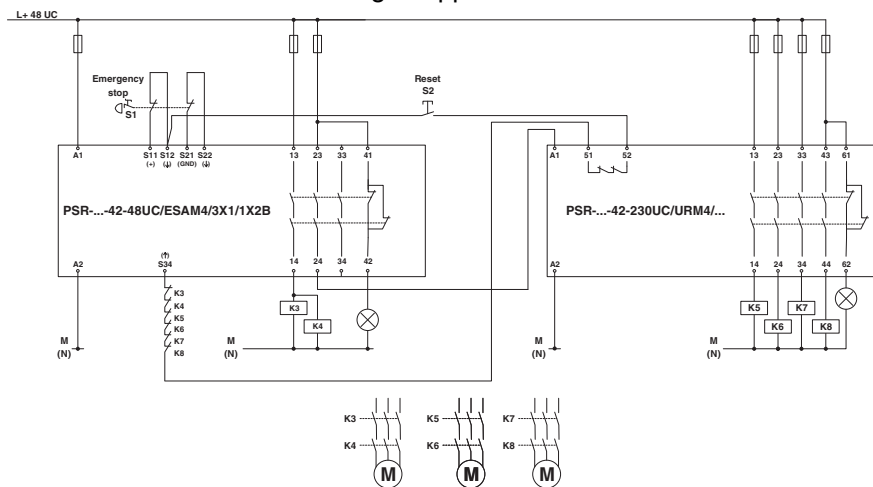 L+ 48 UC
Emergency
stop
S1
Reset
S2
A1 S11 S12 S21 S22 13 23 33 41
(+) (↓) (GND) (↓)
PSR-...-42-48UC/ESAM4/3X1/1X2B
(↑)
A2 S34 14 24 34 42
A1 51 52 13 23 33 43 61
PSR-...-42-230UC/URM4/...
A2 14 24 34 44 62
K3
K4
K5
K6
K7
K8
K3
K4
K5
K6
K7
K8
M
(N)
M
(N)
M
(N)
M
(N)
K3 K5 K7
K4 K6 K8
M M M